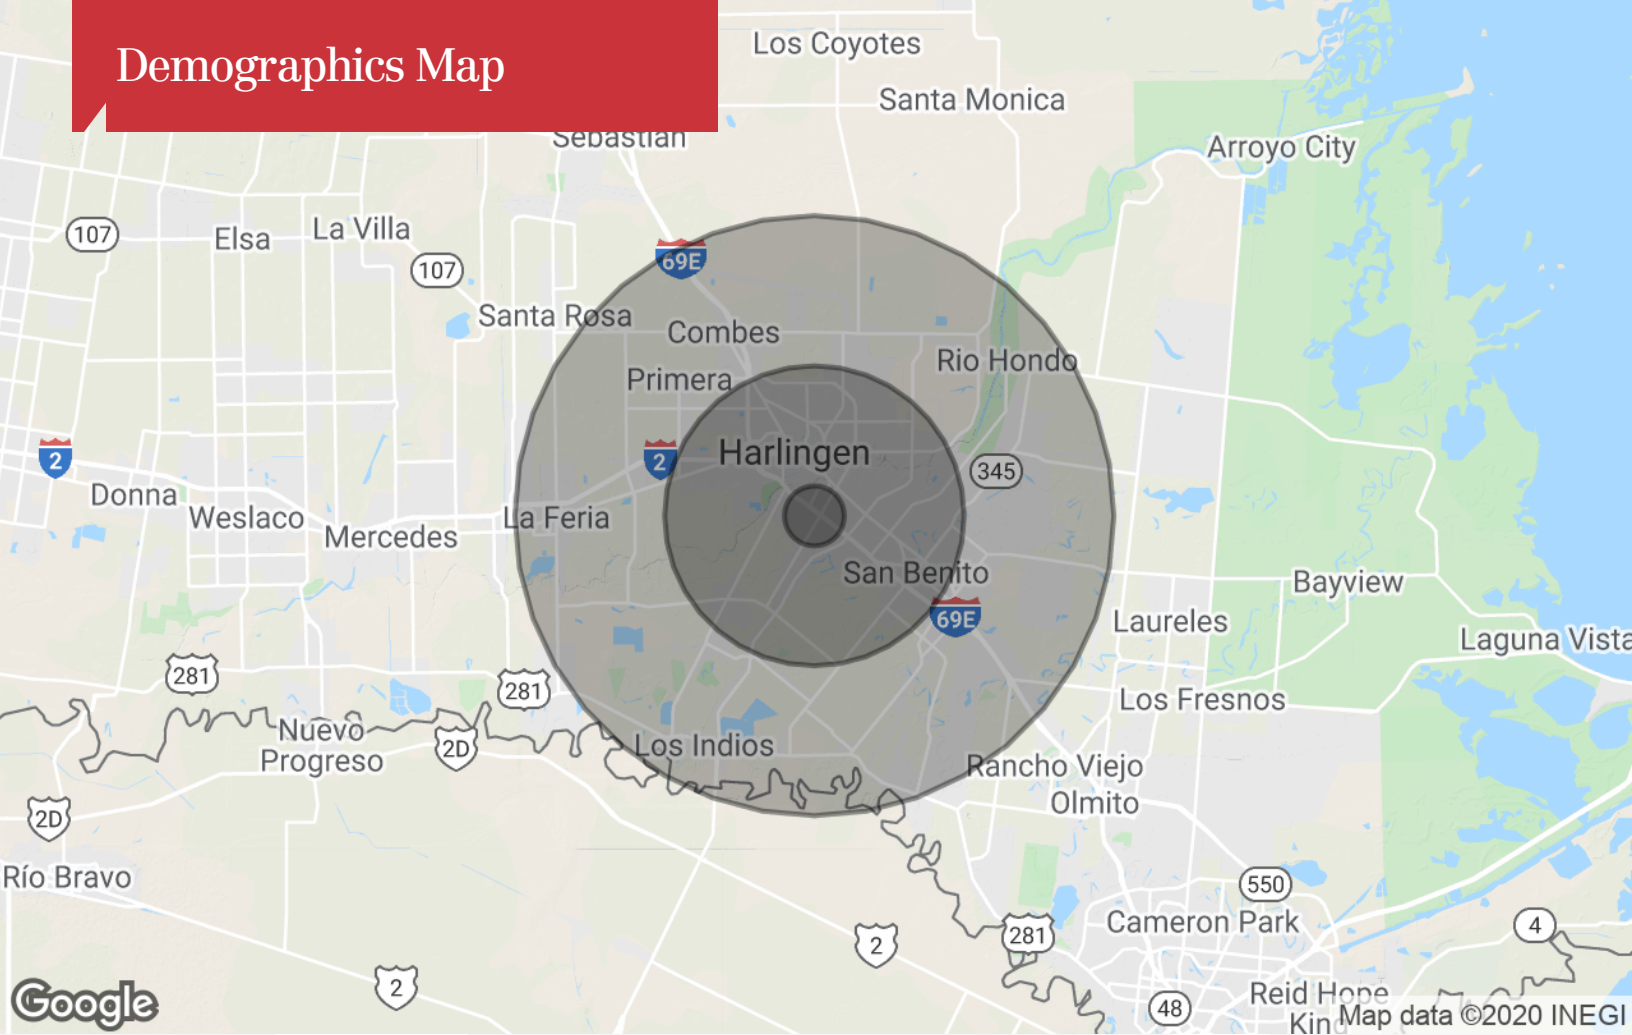 Demographics Map
Los Coyotes
Santa Monica
Sebastian
Arroyo City
107
Elsa
La Villa
107
69E
Santa Rosa
Combes
Rio Hondo
Primera
Harlingen
2
2
345
Donna
Weslaco
Mercedes
La Feria
San Benito
Bayview
69E
Laureles
Laguna Vista
281
281
Los Fresnos
Nuevo
Progreso
2D
Los Indios
Rancho Viejo
Olmito
2D
Río Bravo
550
Cameron Park
281
2
4
2
Google
48
Reid Hope
King
Map data ©2020 INEGI